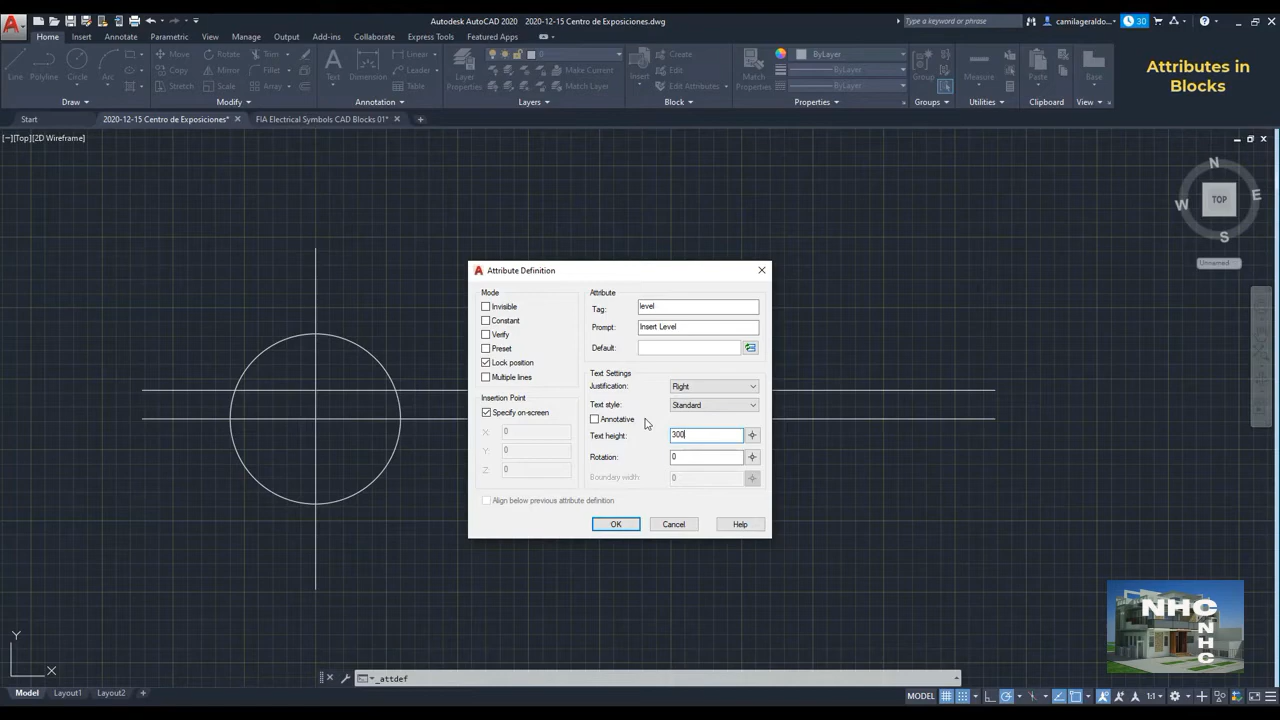 Autodesk AutoCAD 2020 2020-12-15 Centro de Exposiciones.dwg
Type a keyword or phrase
camilageraldo...
30
Home Insert Annotate Parametric View Manage Output Add-ins Collaborate Express Tools Featured Apps
Line Polyline Circle Arc
Move Rotate Trim
Copy Mirror Fillet
Stretch Scale Array
Text Dimension
Linear
Leader
Table
Layer Properties
0
Make Current
Match Layer
Insert
Create
Edit
Edit Attributes
Match Properties
ByLayer
ByLayer
ByLayer
Group
Measure
Paste
Base
Draw Modify Annotation Layers Block Properties Groups Utilities Clipboard View
Attributes in
Blocks
Start 2020-12-15 Centro de Exposiciones* FIA Electrical Symbols CAD Blocks 01*
[−][Top][2D Wireframe]
N
W TOP E
S
Unnamed
Attribute Definition
Mode
Invisible
Constant
Verify
Preset
Lock position
Multiple lines
Insertion Point
Specify on-screen
X 0
Y 0
Z 0
Attribute
Tag: level
Prompt: Insert Level
Default:
Text Settings
Justification: Right
Text style: Standard
Annotative
Text height: 300
Rotation: 0
Boundary width: 0
Align below previous attribute definition
OK Cancel Help
NHC
N
H
C
Y
X
_attdef
Model Layout1 Layout2
MODEL
1:1